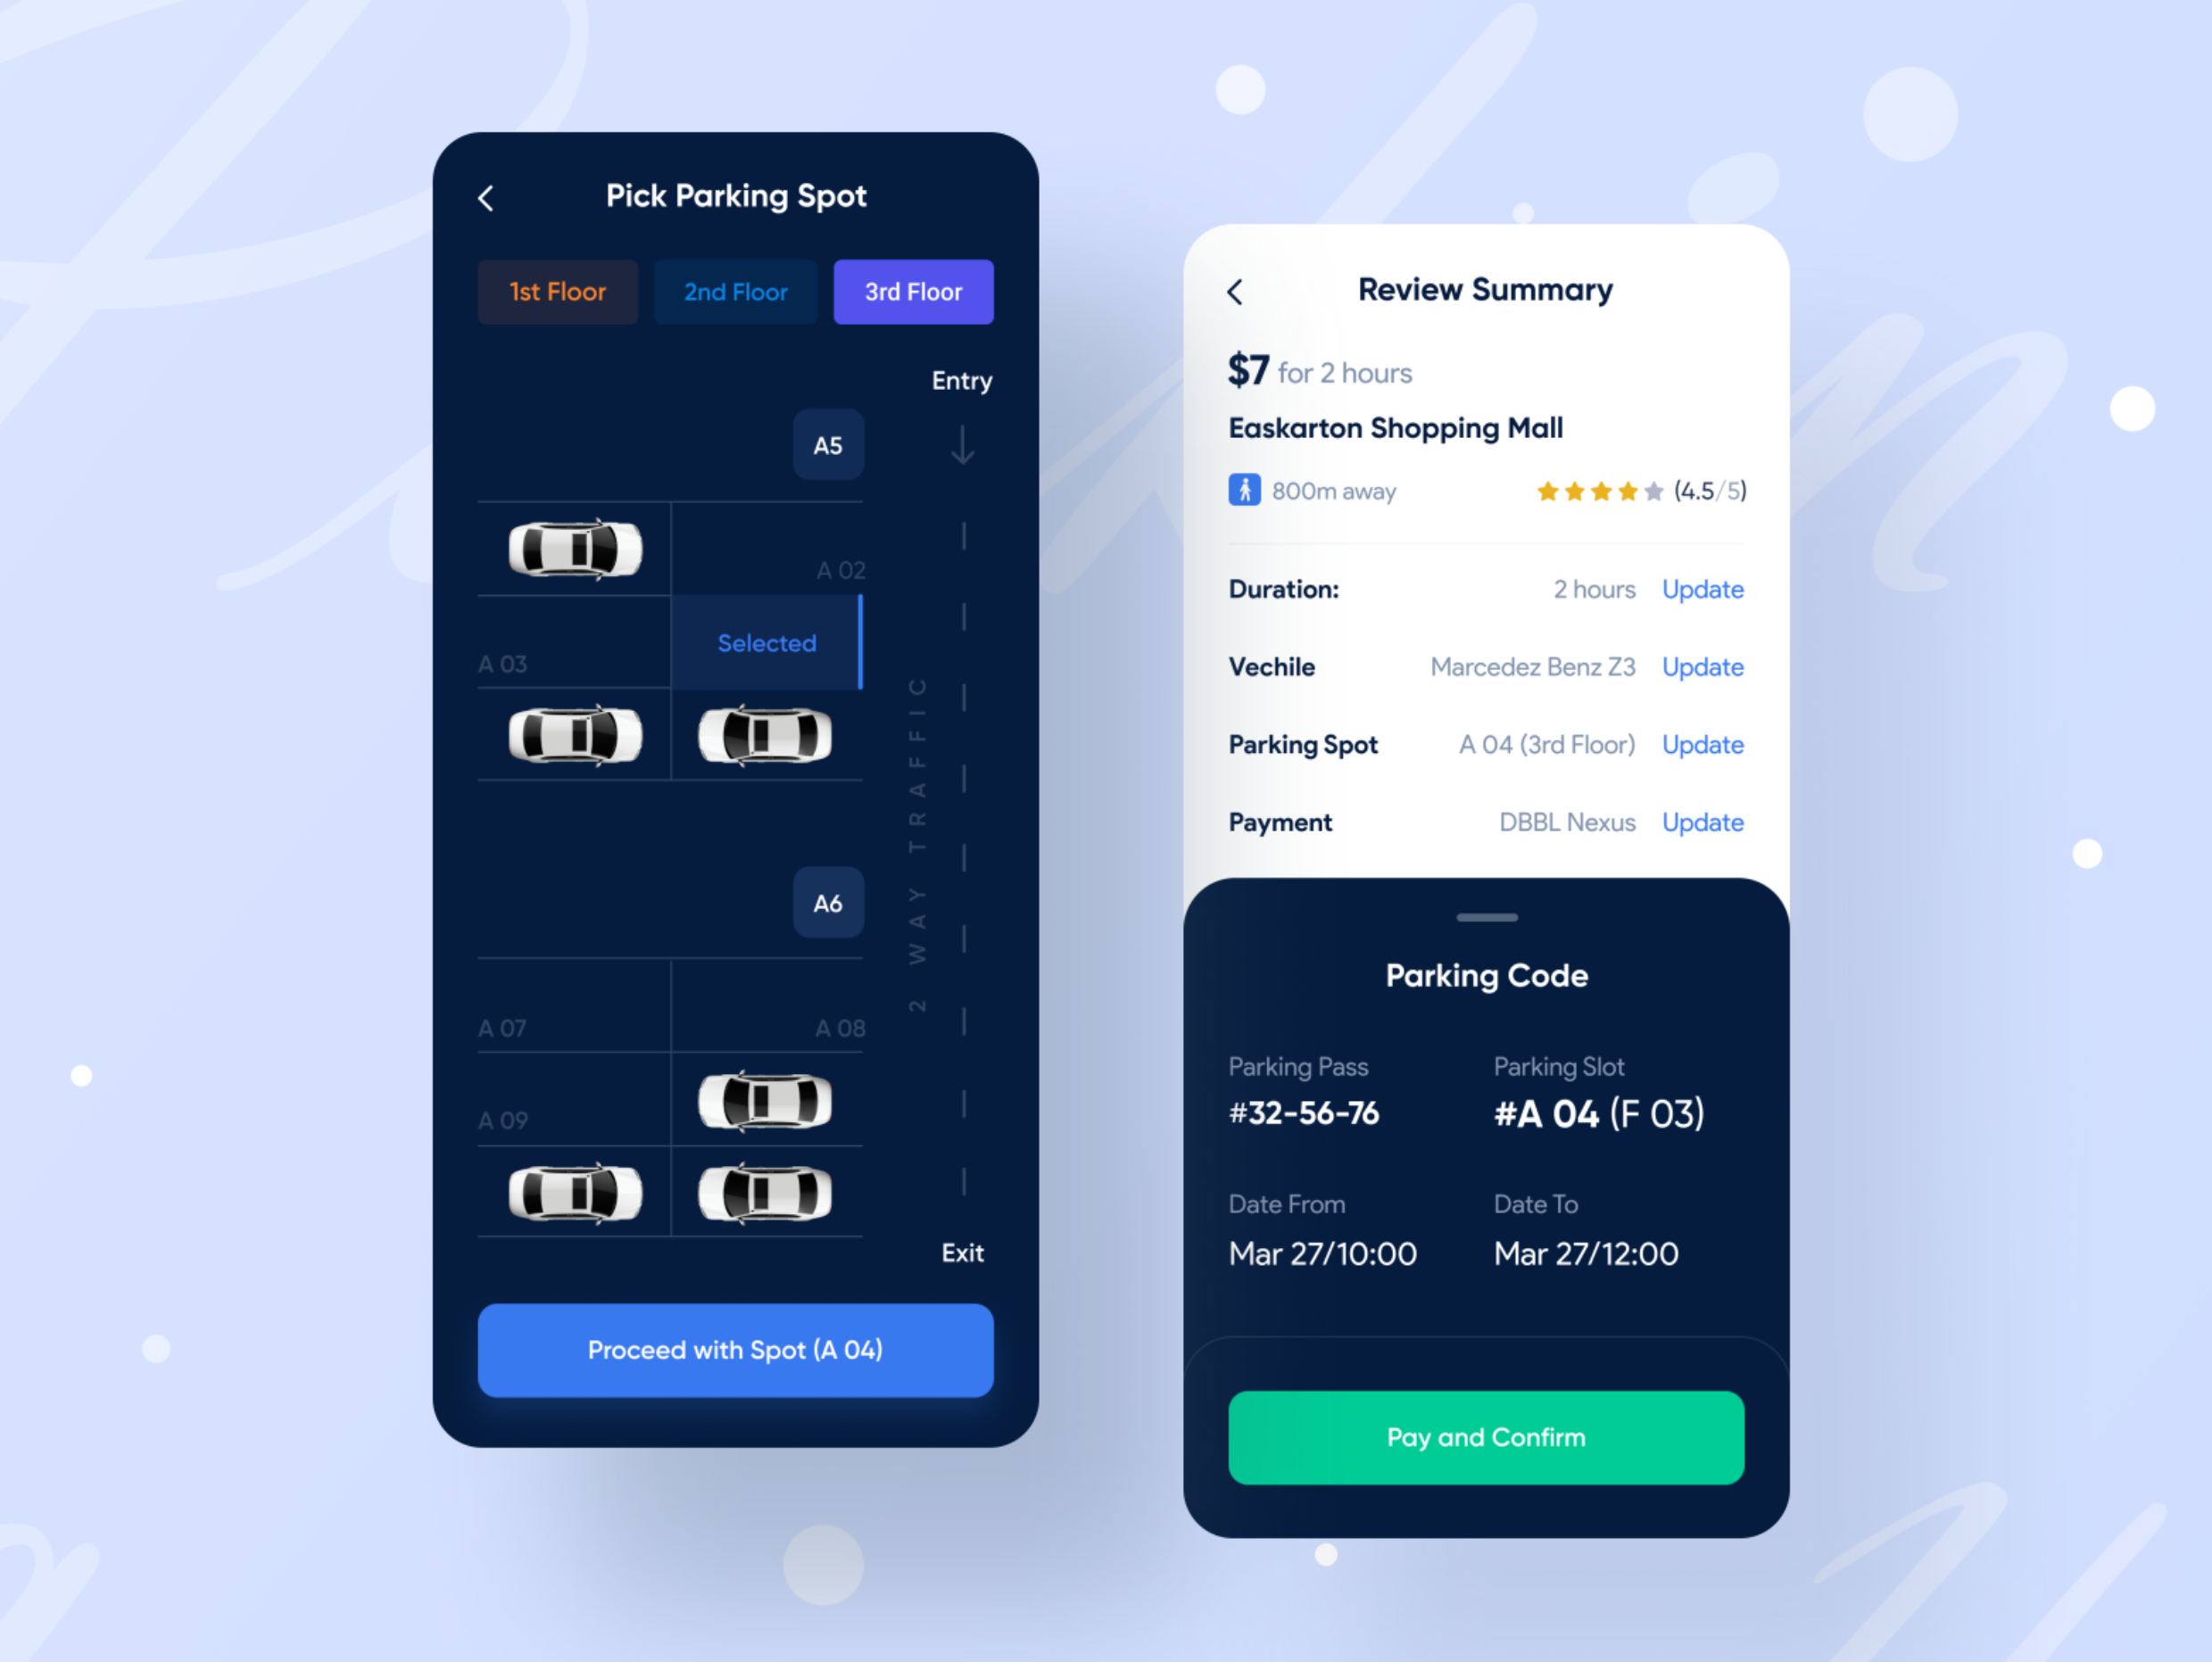 Pick Parking Spot
1st Floor 2nd Floor 3rd Floor
Entry
A5
A 02
Selected
A 03
2 WAY TRAFFIC
A6
A 07 A 08
A 09
Exit
Proceed with Spot (A 04)
Review Summary
$7 for 2 hours
Easkarton Shopping Mall
800m away (4.5/5)
Duration: 2 hours Update
Vechile Marcedez Benz Z3 Update
Parking Spot A 04 (3rd Floor) Update
Payment DBBL Nexus Update
Parking Code
Parking Pass Parking Slot
#32-56-76 #A 04 (F 03)
Date From Date To
Mar 27/10:00 Mar 27/12:00
Pay and Confirm